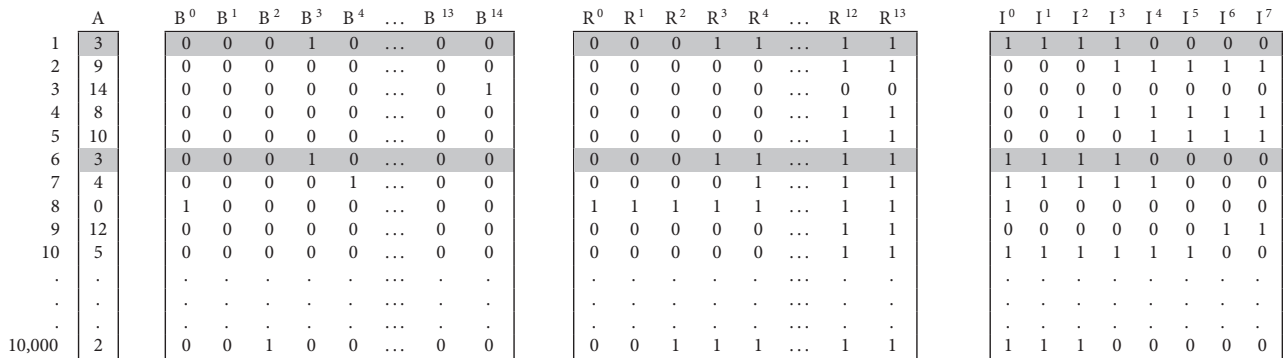 A B⁰ B¹ B² B³ B⁴ ... B¹³ B¹⁴ R⁰ R¹ R² R³ R⁴ ... R¹² R¹³ I⁰ I¹ I² I³ I⁴ I⁵ I⁶ I⁷
1 3 0 0 0 1 0 ... 0 0 0 0 0 1 1 ... 1 1 1 1 1 1 0 0 0 0
2 9 0 0 0 0 0 ... 0 0 0 0 0 0 0 ... 1 1 0 0 0 1 1 1 1 1
3 14 0 0 0 0 0 ... 0 1 0 0 0 0 0 ... 0 0 0 0 0 0 0 0 0 0
4 8 0 0 0 0 0 ... 0 0 0 0 0 0 0 ... 1 1 0 0 1 1 1 1 1 1
5 10 0 0 0 0 0 ... 0 0 0 0 0 0 0 ... 1 1 0 0 0 0 1 1 1 1
6 3 0 0 0 1 0 ... 0 0 0 0 0 1 1 ... 1 1 1 1 1 1 0 0 0 0
7 4 0 0 0 0 1 ... 0 0 0 0 0 0 1 ... 1 1 1 1 1 1 1 0 0 0
8 0 1 0 0 0 0 ... 0 0 1 1 1 1 1 ... 1 1 1 0 0 0 0 0 0 0
9 12 0 0 0 0 0 ... 0 0 0 0 0 0 0 ... 1 1 0 0 0 0 0 0 1 1
10 5 0 0 0 0 0 ... 0 0 0 0 0 0 0 ... 1 1 1 1 1 1 1 1 0 0
. . . . . . . ... . . . . . . . ... . . . . . . . . . .
. . . . . . . ... . . . . . . . ... . . . . . . . . . .
. . . . . . . ... . . . . . . . ... . . . . . . . . . .
10,000 2 0 0 1 0 0 ... 0 0 0 0 1 1 1 ... 1 1 1 1 1 0 0 0 0 0